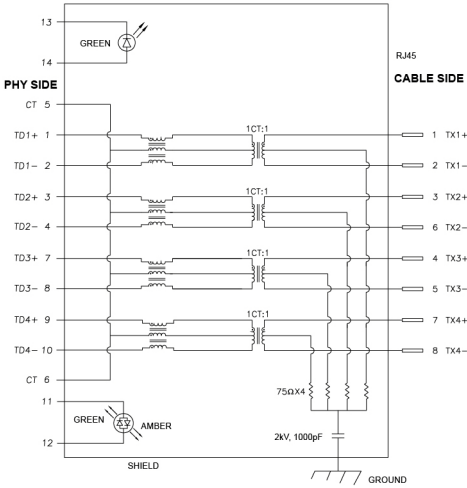 13
GREEN
14
RJ45
PHY SIDE
CABLE SIDE
CT 5
1CT:1
TD1+ 1
1 TX1+
TD1- 2
2 TX1-
1CT:1
TD2+ 3
3 TX2+
TD2- 4
6 TX2-
1CT:1
TD3+ 7
4 TX3+
TD3- 8
5 TX3-
1CT:1
TD4+ 9
7 TX4+
TD4- 10
8 TX4-
CT 6
75ΩX4
11
GREEN
AMBER
12
2kV, 1000pF
SHIELD
GROUND